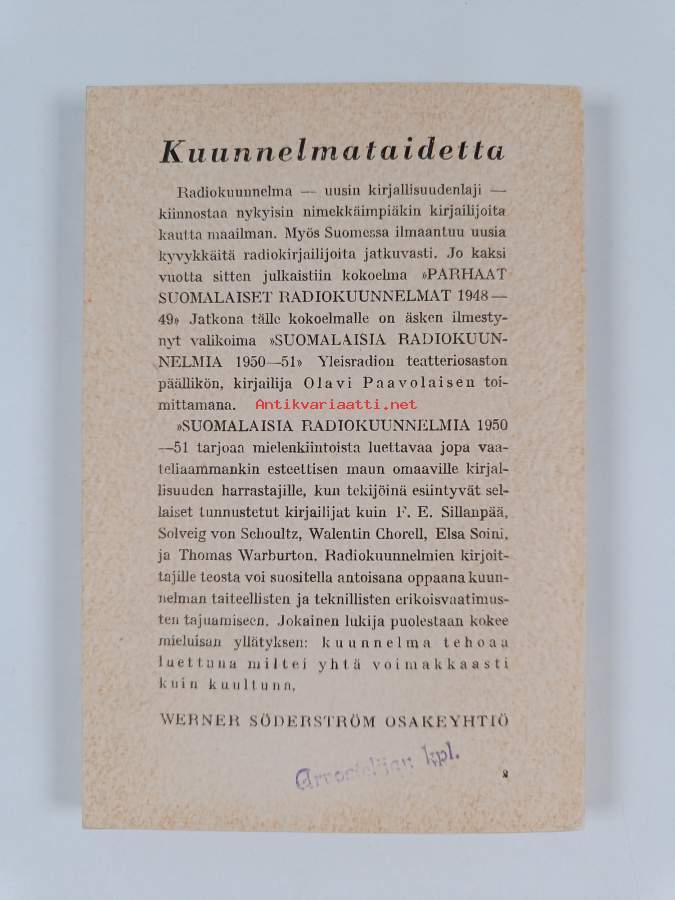 Kuunnelmataidetta
Radiokuunnelma — uusin kirjallisuudenlaji —
kiinnostaa nykyisin nimekkäimpiäkin kirjailijoita
kautta maailman. Myös Suomessa ilmaantuu uusia
kyvykkäitä radiokirjailijoita jatkuvasti. Jo kaksi
vuotta sitten julkaistiin kokoelma »PARHAAT
SUOMALAISET RADIOKUUNNELMAT 1948—
49» Jatkona tälle kokoelmalle on äsken ilmesty-
nyt valikoima »SUOMALAISIA RADIOKUUN-
NELMIA 1950—51» Yleisradion teatteriosaston
päällikön, kirjailija Olavi Paavolaisen toi-
mittamana.
Antikvariaatti.net
»SUOMALAISIA RADIOKUUNNELMIA 1950
—51 tarjoaa mielenkiintoista luettavaa jopa vaa-
teliaammankin esteettisen maun omaaville kirjal-
lisuuden harrastajille, kun tekijöinä esiintyvät sel-
laiset tunnustetut kirjailijat kuin F. E. Sillanpää,
Solveig von Schoultz, Walentin Chorell, Elsa Soini,
ja Thomas Warburton. Radiokuunnelmien kirjoit-
tajille teosta voi suositella antoisana oppaana kuun-
nelman taiteellisten ja teknillisten erikoisvaatimus-
ten tajuamiseen. Jokainen lukija puolestaan kokee
mieluisan yllätyksen: kuunnelma tehoaa
luettuna miltei yhtä voimakkaasti
kuin kuultuna.
WERNER SÖDERSTRÖM OSAKEYHTIÖ
Arvostelijan kpl.